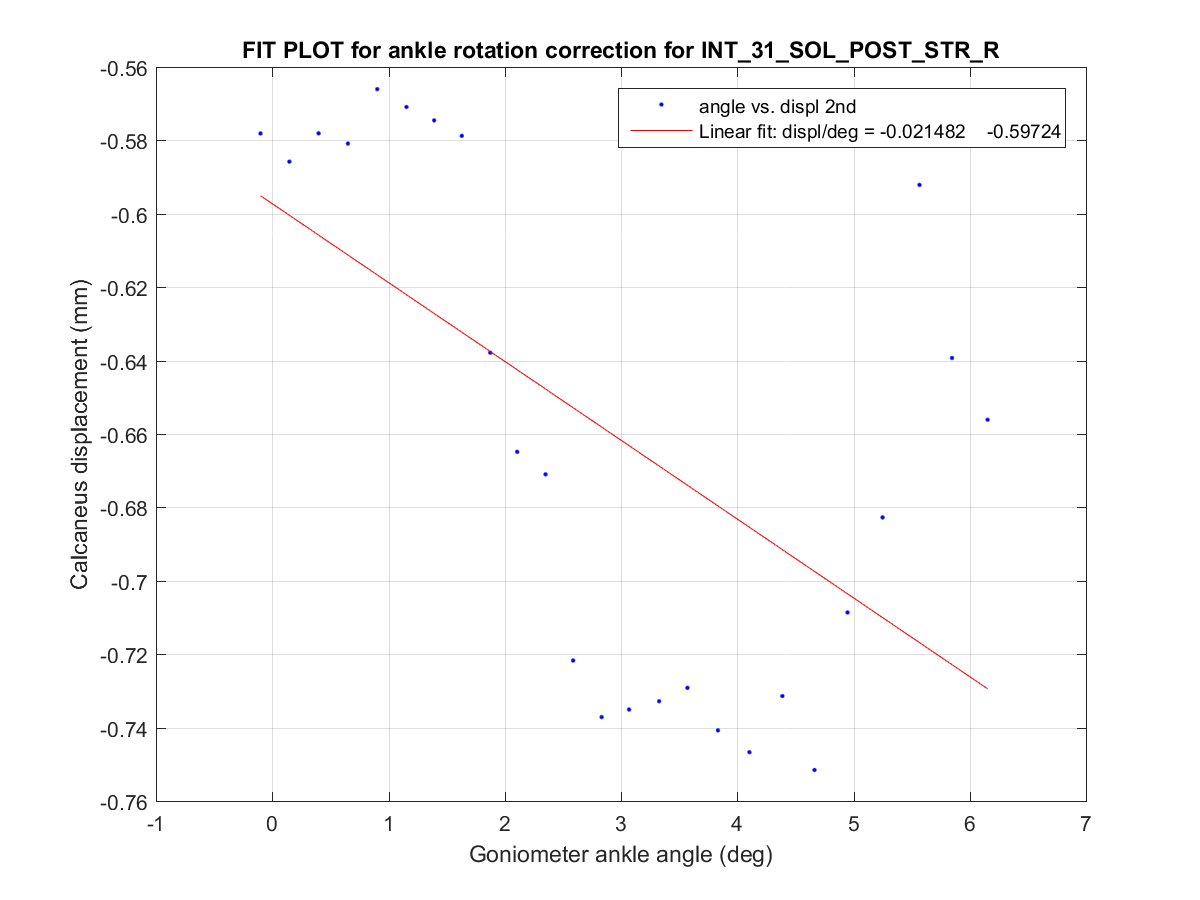 FIT PLOT for ankle rotation correction for INT_31_SOL_POST_STR_R
-0.56
angle vs. displ 2nd
Linear fit: displ/deg = -0.021482 -0.59724
-0.58
-0.6
-0.62
-0.64
-0.66
-0.68
-0.7
-0.72
-0.74
-0.76
Calcaneus displacement (mm)
-1 0 1 2 3 4 5 6 7
Goniometer ankle angle (deg)